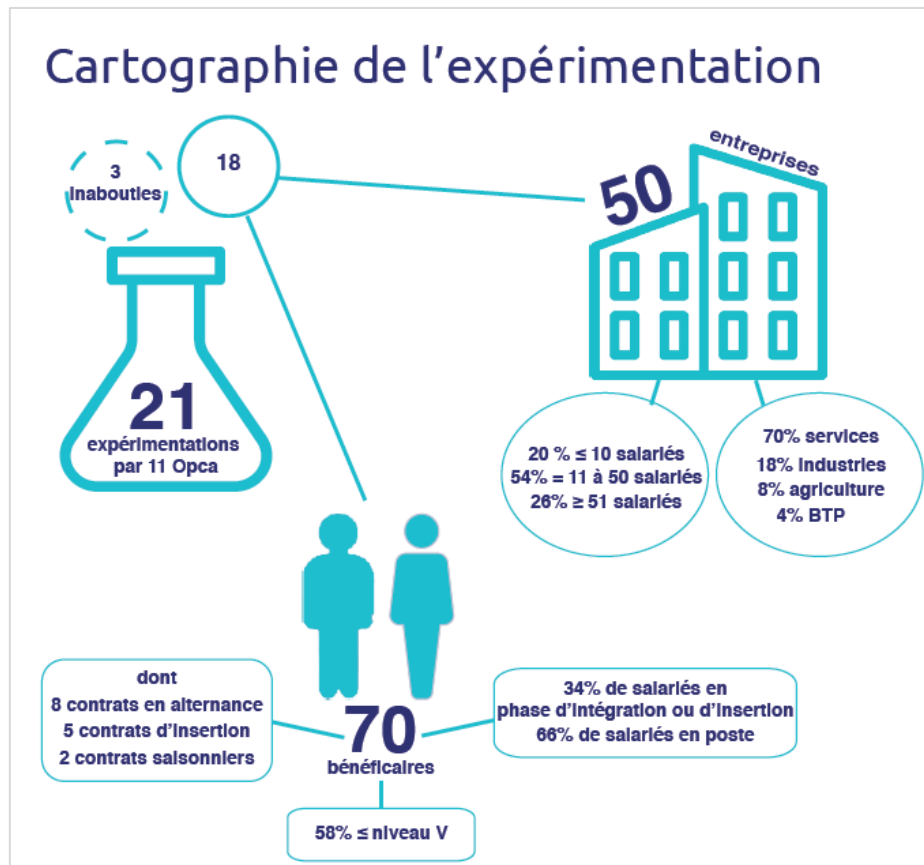 Cartographie de l'expérimentation
3
inabouties
18
50
entreprises
21
expérimentations
par 11 Opca
20 % ≤ 10 salariés
54% = 11 à 50 salariés
26% ≥ 51 salariés
70% services
18% industries
8% agriculture
4% BTP
dont
8 contrats en alternance
5 contrats d'insertion
2 contrats saisonniers
70
bénéficaires
34% de salariés en
phase d'intégration ou d'insertion
66% de salariés en poste
58% ≤ niveau V